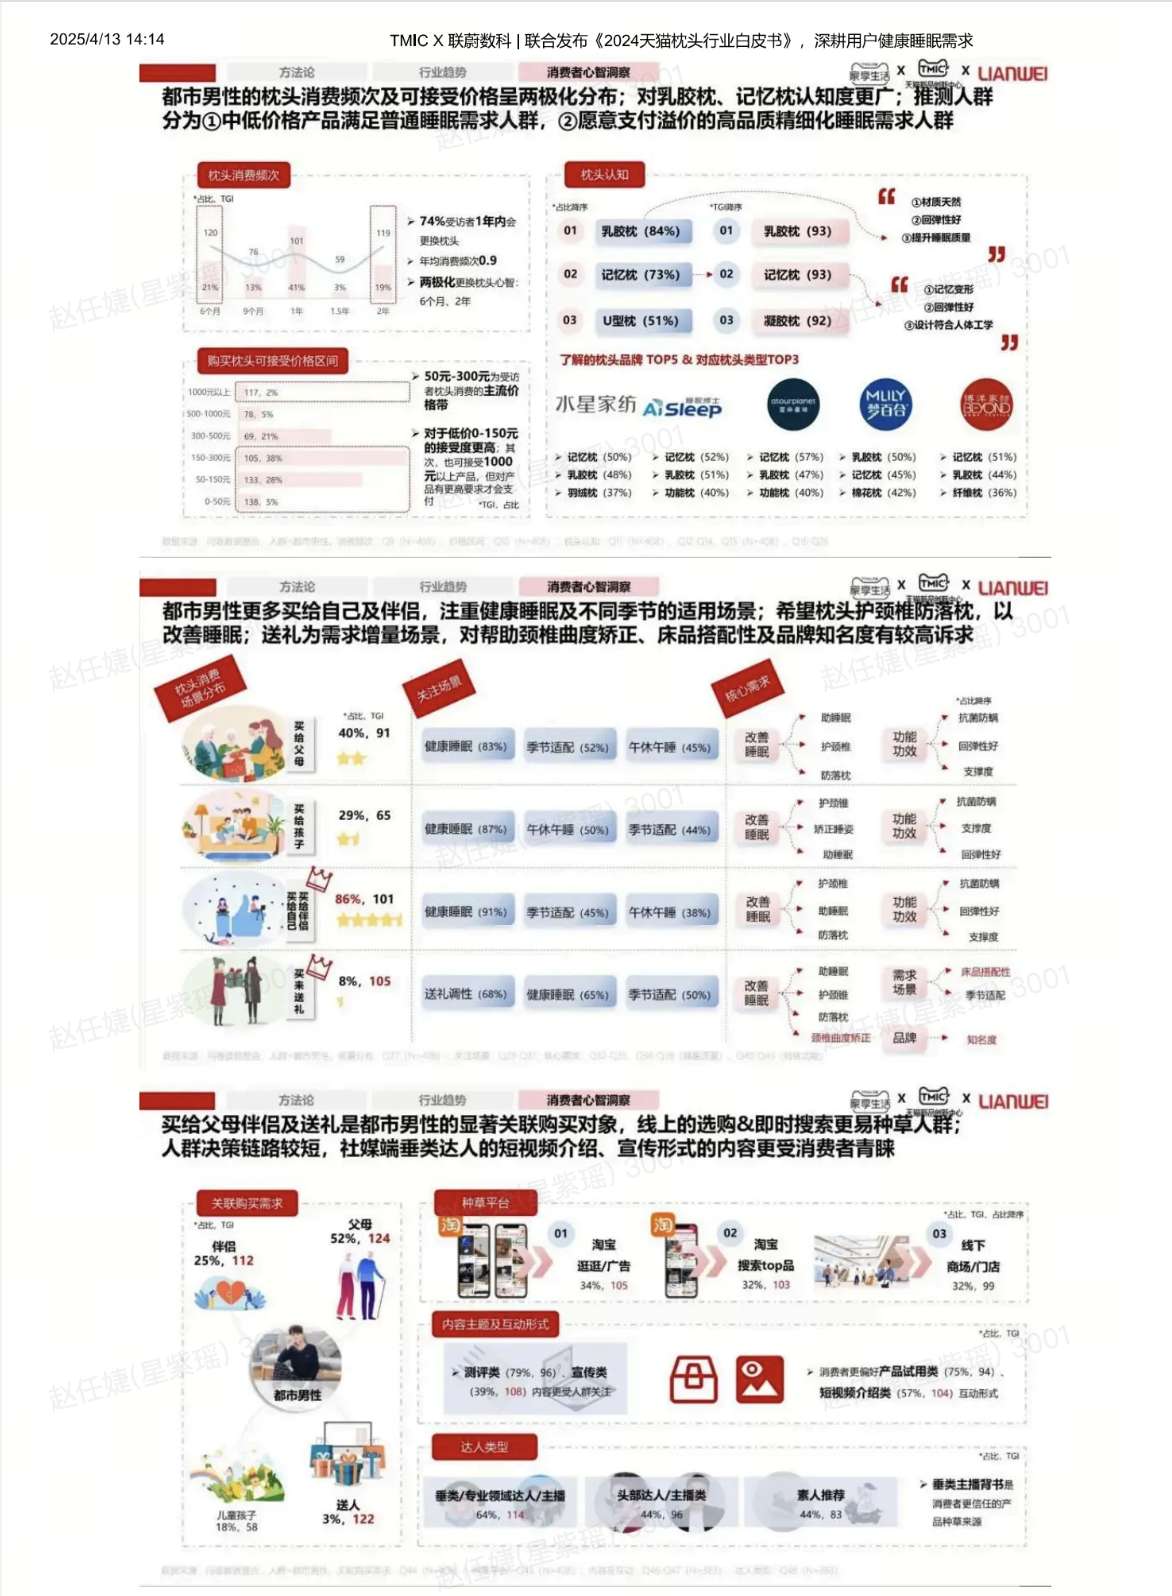 2025/4/13 14:14
TMIC X 联蔚数科 | 联合发布《2024天猫枕头行业白皮书》，深耕用户健康睡眠需求
方法论
行业趋势
消费者心智洞察
家享生活 X TMIC X LIANWEI
天猫新品创新中心
都市男性的枕头消费频次及可接受价格呈两极化分布；对乳胶枕、记忆枕认知度更广；推测人群
分为①中低价格产品满足普通睡眠需求人群，②愿意支付溢价的高品质精细化睡眠需求人群
枕头消费频次
*占比、TGI
120
76
101
59
119
21%
13%
41%
3%
19%
6个月
9个月
1年
1.5年
2年
➢ 74%受访者1年内会
更换枕头
➢ 年均消费频次0.9
➢ 两极化更换枕头心智：
6个月、2年
购买枕头可接受价格区间
1000元以上 117, 2%
500-1000元 78, 5%
300-500元 69, 21%
150-300元 105, 38%
50-150元 133, 28%
0-50元 138, 5%
➢ 50元-300元为受访
者枕头消费的主流价
格带
➢ 对于低价0-150元
的接受度更高；其
次，也可接受1000
元以上产品，但对产
品有更高要求才会支
付
*TGI、占比
枕头认知
*占比降序
*TGI降序
01 乳胶枕（84%） 01 乳胶枕（93）
02 记忆枕（73%） 02 记忆枕（93）
03 U型枕（51%） 03 凝胶枕（92）
①材质天然
②回弹性好
③提升睡眠质量
①记忆变形
②回弹性好
③设计符合人体工学
了解的枕头品牌 TOP5 & 对应枕头类型TOP3
水星家纺
睡眠博士
AiSleep
atourplanet
亚朵星球
MLILY
梦百合
博洋家纺
BEYOND
➢ 记忆枕（50%） ➢ 记忆枕（52%） ➢ 记忆枕（57%） ➢ 乳胶枕（50%） ➢ 记忆枕（51%）
➢ 乳胶枕（48%） ➢ 乳胶枕（51%） ➢ 乳胶枕（47%） ➢ 记忆枕（45%） ➢ 乳胶枕（44%）
➢ 羽绒枕（37%） ➢ 功能枕（40%） ➢ 功能枕（40%） ➢ 棉花枕（42%） ➢ 纤维枕（36%）
方法论
行业趋势
消费者心智洞察
家享生活 X TMIC X LIANWEI
天猫新品创新中心
都市男性更多买给自己及伴侣，注重健康睡眠及不同季节的适用场景；希望枕头护颈椎防落枕，以
改善睡眠；送礼为需求增量场景，对帮助颈椎曲度矫正、床品搭配性及品牌知名度有较高诉求
枕头消费
场景分布
关注场景
核心需求
*占比、TGI
*占比降序
买给父母
40%, 91
健康睡眠（83%） 季节适配（52%） 午休午睡（45%）
改善睡眠
助睡眠
护颈椎
防落枕
功能功效
抗菌防螨
回弹性好
支撑度
买给孩子
29%, 65
健康睡眠（87%） 午休午睡（50%） 季节适配（44%）
改善睡眠
护颈锥
矫正睡姿
助睡眠
功能功效
抗菌防螨
支撑度
回弹性好
买给伴侣
买给自己
86%, 101
健康睡眠（91%） 季节适配（45%） 午休午睡（38%）
改善睡眠
护颈椎
助睡眠
防落枕
功能功效
抗菌防螨
回弹性好
支撑度
买来送礼
8%, 105
送礼调性（68%） 健康睡眠（65%） 季节适配（50%）
改善睡眠
助睡眠
护颈锥
防落枕
颈椎曲度矫正
需求场景
床品搭配性
季节适配
品牌
知名度
方法论
行业趋势
消费者心智洞察
家享生活 X TMIC X LIANWEI
天猫新品创新中心
买给父母伴侣及送礼是都市男性的显著关联购买对象，线上的选购&即时搜索更易种草人群；
人群决策链路较短，社媒端垂类达人的短视频介绍、宣传形式的内容更受消费者青睐
关联购买需求
*占比、TGI
伴侣
25%, 112
父母
52%, 124
都市男性
儿童孩子
18%, 58
送人
3%, 122
种草平台
*占比、TGI、占比降序
01
淘宝
逛逛/广告
34%, 105
02
淘宝
搜索top品
32%, 103
03
线下
商场/门店
32%, 99
内容主题及互动形式
*占比、TGI
➢ 测评类（79%, 96）、宣传类
（39%, 108）内容更受人群关注
➢ 消费者更偏好产品试用类（75%, 94）、
短视频介绍类（57%, 104）互动形式
达人类型
*占比、TGI
垂类/专业领域达人/主播
64%, 114
头部达人/主播类
44%, 96
素人推荐
44%, 83
➢ 垂类主播背书是
消费者更信任的产
品种草来源
赵任婕(星紫瑶) 3001